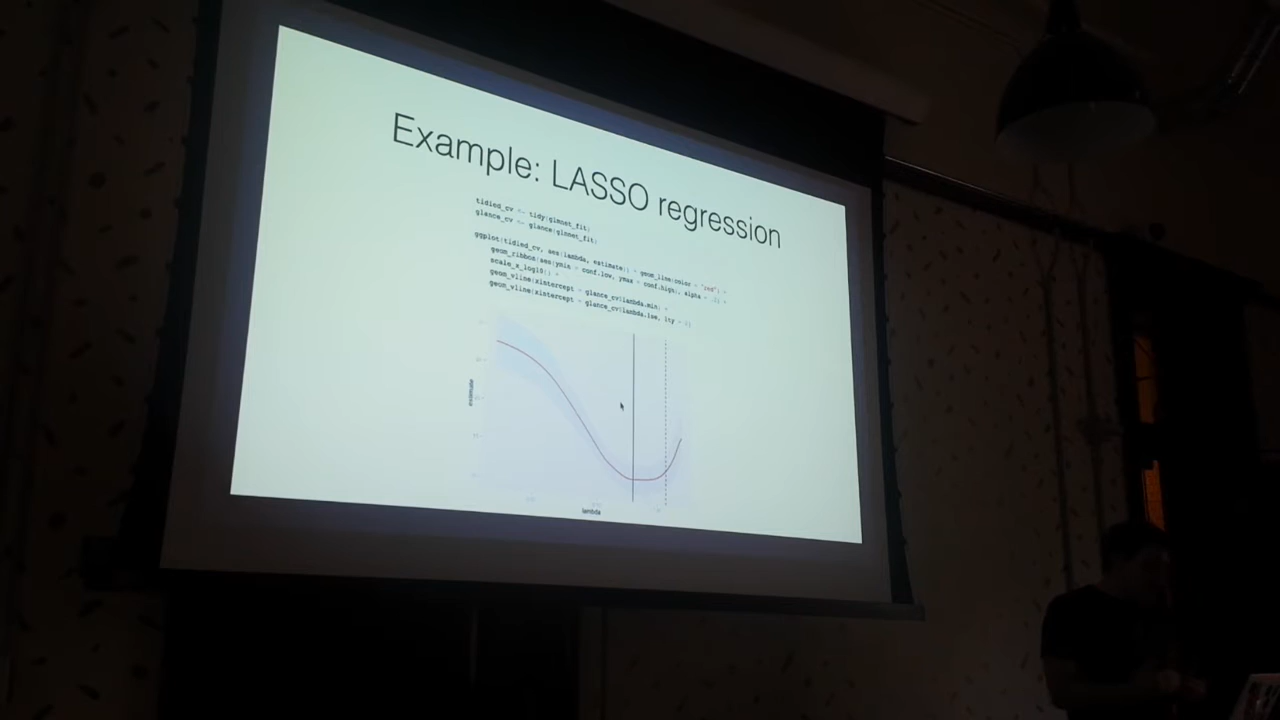 Example: LASSO regression
tidied_cv <- tidy(glmnet_fit)
glance_cv <- glance(glmnet_fit)
ggplot(tidied_cv, aes(lambda, estimate)) + geom_line(color = "red") +
geom_ribbon(aes(ymin = conf.low, ymax = conf.high), alpha = .2) +
scale_x_log10() +
geom_vline(xintercept = glance_cv$lambda.min) +
geom_vline(xintercept = glance_cv$lambda.1se, lty = 2)
estimate
lambda